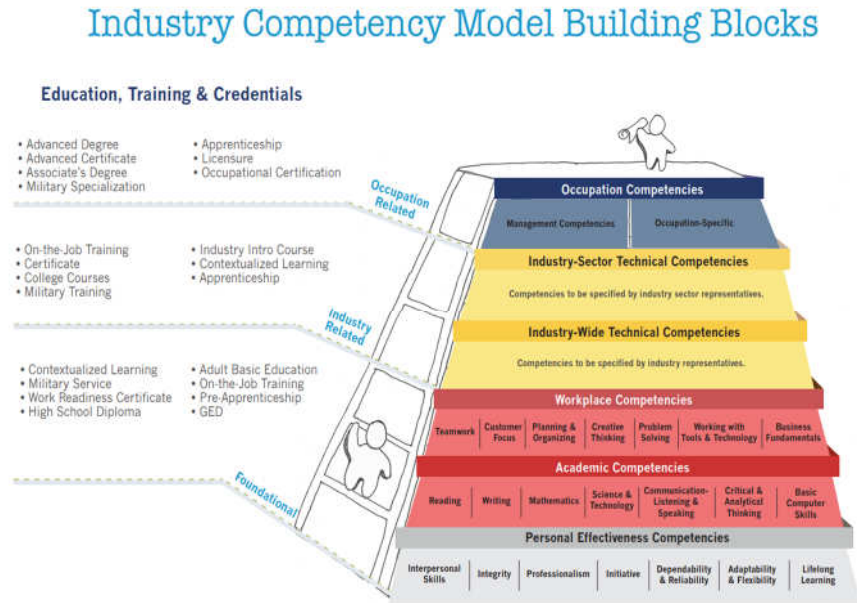 Industry Competency Model Building Blocks
Education, Training & Credentials
• Advanced Degree
• Advanced Certificate
• Associate's Degree
• Military Specialization
• Apprenticeship
• Licensure
• Occupational Certification
Occupation
Related
• On-the-Job Training
• Certificate
• College Courses
• Military Training
• Industry Intro Course
• Contextualized Learning
• Apprenticeship
Industry
Related
• Contextualized Learning
• Military Service
• Work Readiness Certificate
• High School Diploma
• Adult Basic Education
• On-the-Job Training
• Pre-Apprenticeship
• GED
Foundational
Occupation Competencies
Management Competencies
Occupation-Specific
Industry-Sector Technical Competencies
Competencies to be specified by industry sector representatives.
Industry-Wide Technical Competencies
Competencies to be specified by industry representatives.
Workplace Competencies
Teamwork
Customer
Focus
Planning &
Organizing
Creative
Thinking
Problem
Solving
Working with
Tools & Technology
Business
Fundamentals
Academic Competencies
Reading
Writing
Mathematics
Science &
Technology
Communication-
Listening &
Speaking
Critical &
Analytical
Thinking
Basic
Computer
Skills
Personal Effectiveness Competencies
Interpersonal
Skills
Integrity
Professionalism
Initiative
Dependability
& Reliability
Adaptability
& Flexibility
Lifelong
Learning